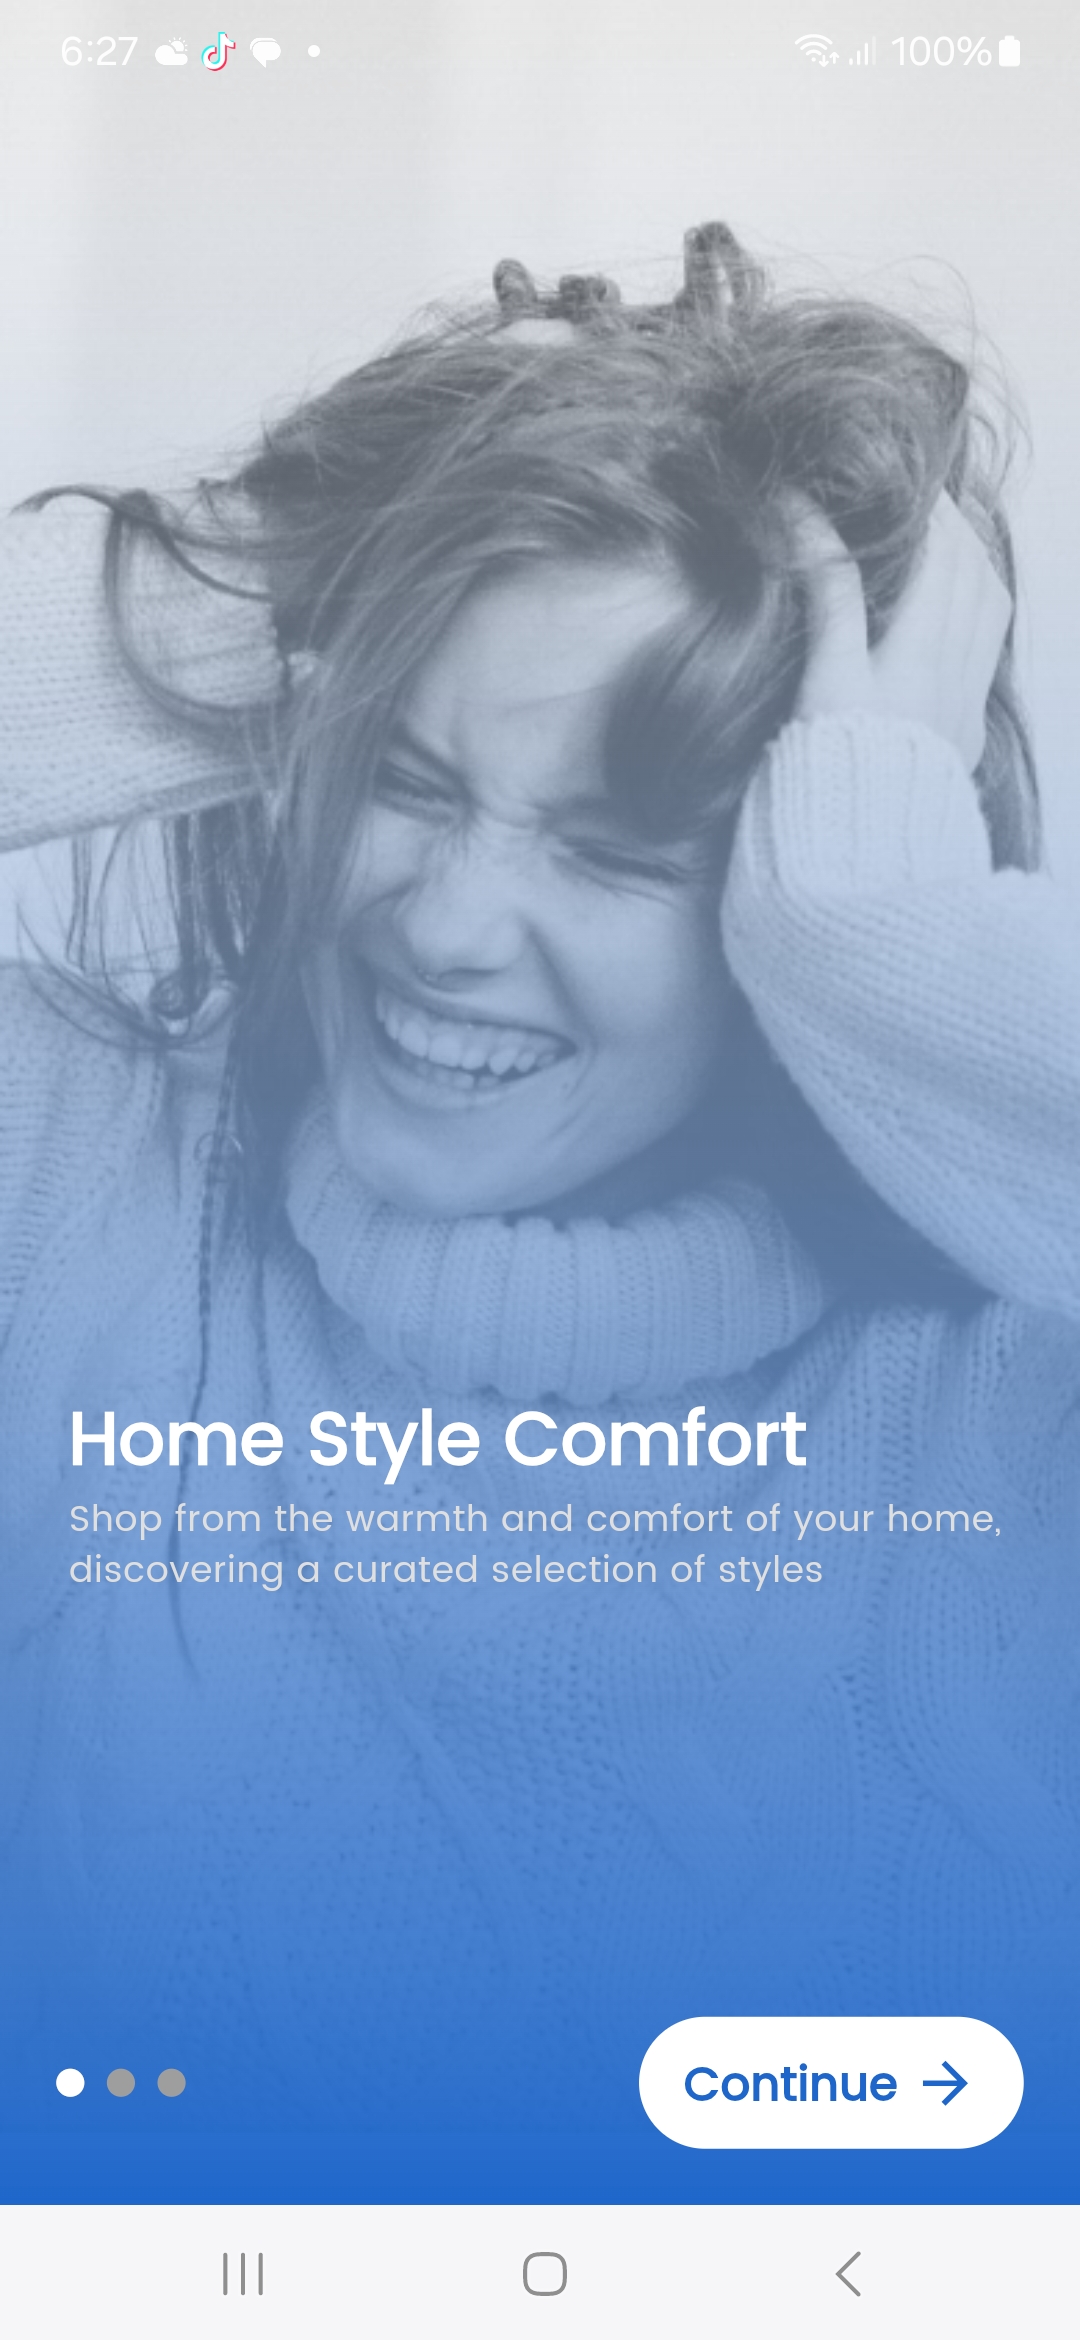 6:27
100%
Home Style Comfort
Shop from the warmth and comfort of your home,
discovering a curated selection of styles
Continue